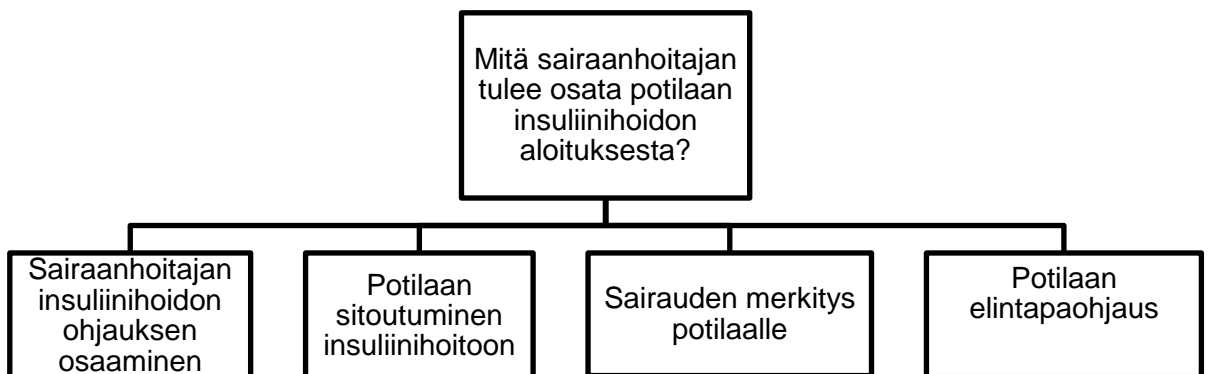 Mitä sairaanhoitajan
tulee osata potilaan
insuliinihoidon
aloituksesta?
Sairaanhoitajan
insuliinihoidon
ohjauksen
osaaminen
Potilaan
sitoutuminen
insuliinihoitoon
Sairauden merkitys
potilaalle
Potilaan
elintapaohjaus